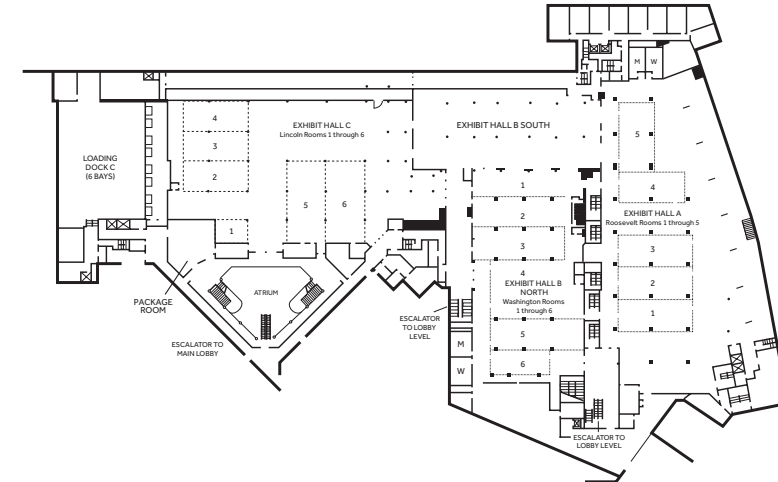 M W
4
EXHIBIT HALL C
Lincoln Rooms 1 through 6
EXHIBIT HALL B SOUTH
5
3
LOADING
DOCK C
(6 BAYS)
2
1
4
5
6
2
EXHIBIT HALL A
Roosevelt Rooms 1 through 5
1
3
3
4
EXHIBIT HALL B
NORTH
Washington Rooms
1 through 6
2
ATRIUM
PACKAGE
ROOM
1
ESCALATOR
TO LOBBY
LEVEL
5
ESCALATOR TO
MAIN LOBBY
M
6
W
ESCALATOR TO
LOBBY LEVEL